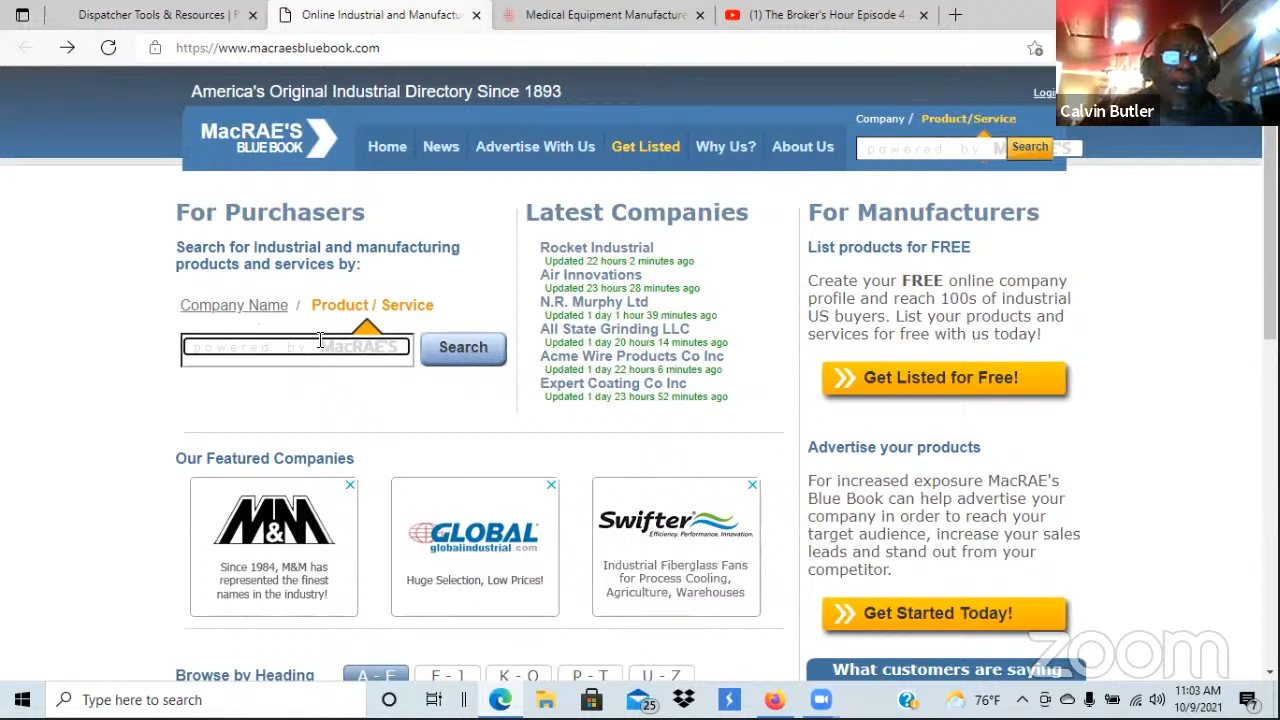 Dispatcher Tools & Resources | F
Online Industrial and Manufactur
Medical Equipment Manufacture
(1) The Broker's Hour Episode 4
https://www.macraesbluebook.com
Calvin Butler
America's Original Industrial Directory Since 1893
Login
MacRAE'S
BLUE BOOK
Home
News
Advertise With Us
Get Listed
Why Us?
About Us
Company / Product/Service
powered by MacRAE'S
Search
For Purchasers
Search for Industrial and manufacturing
products and services by:
Company Name / Product / Service
powered by MacRAE'S
Search
Latest Companies
Rocket Industrial
Updated 22 hours 2 minutes ago
Air Innovations
Updated 23 hours 28 minutes ago
N.R. Murphy Ltd
Updated 1 day 1 hour 39 minutes ago
All State Grinding LLC
Updated 1 day 20 hours 14 minutes ago
Acme Wire Products Co Inc
Updated 1 day 22 hours 6 minutes ago
Expert Coating Co Inc
Updated 1 day 23 hours 52 minutes ago
For Manufacturers
List products for FREE
Create your FREE online company
profile and reach 100s of industrial
US buyers. List your products and
services for free with us today!
Get Listed for Free!
Advertise your products
For increased exposure MacRAE's
Blue Book can help advertise your
company in order to reach your
target audience, increase your sales
leads and stand out from your
competitor.
Get Started Today!
What customers are saying
Our Featured Companies
M&M
Since 1984, M&M has
represented the finest
names in the industry!
GLOBAL
globalindustrial.com
Huge Selection, Low Prices!
Swifter
Efficiency. Performance. Innovation.
Industrial Fiberglass Fans
for Process Cooling,
Agriculture, Warehouses
Browse by Heading
A - E
F - J
K - O
P - T
U - Z
zoom
Type here to search
25
76°F
11:03 AM
10/9/2021
7